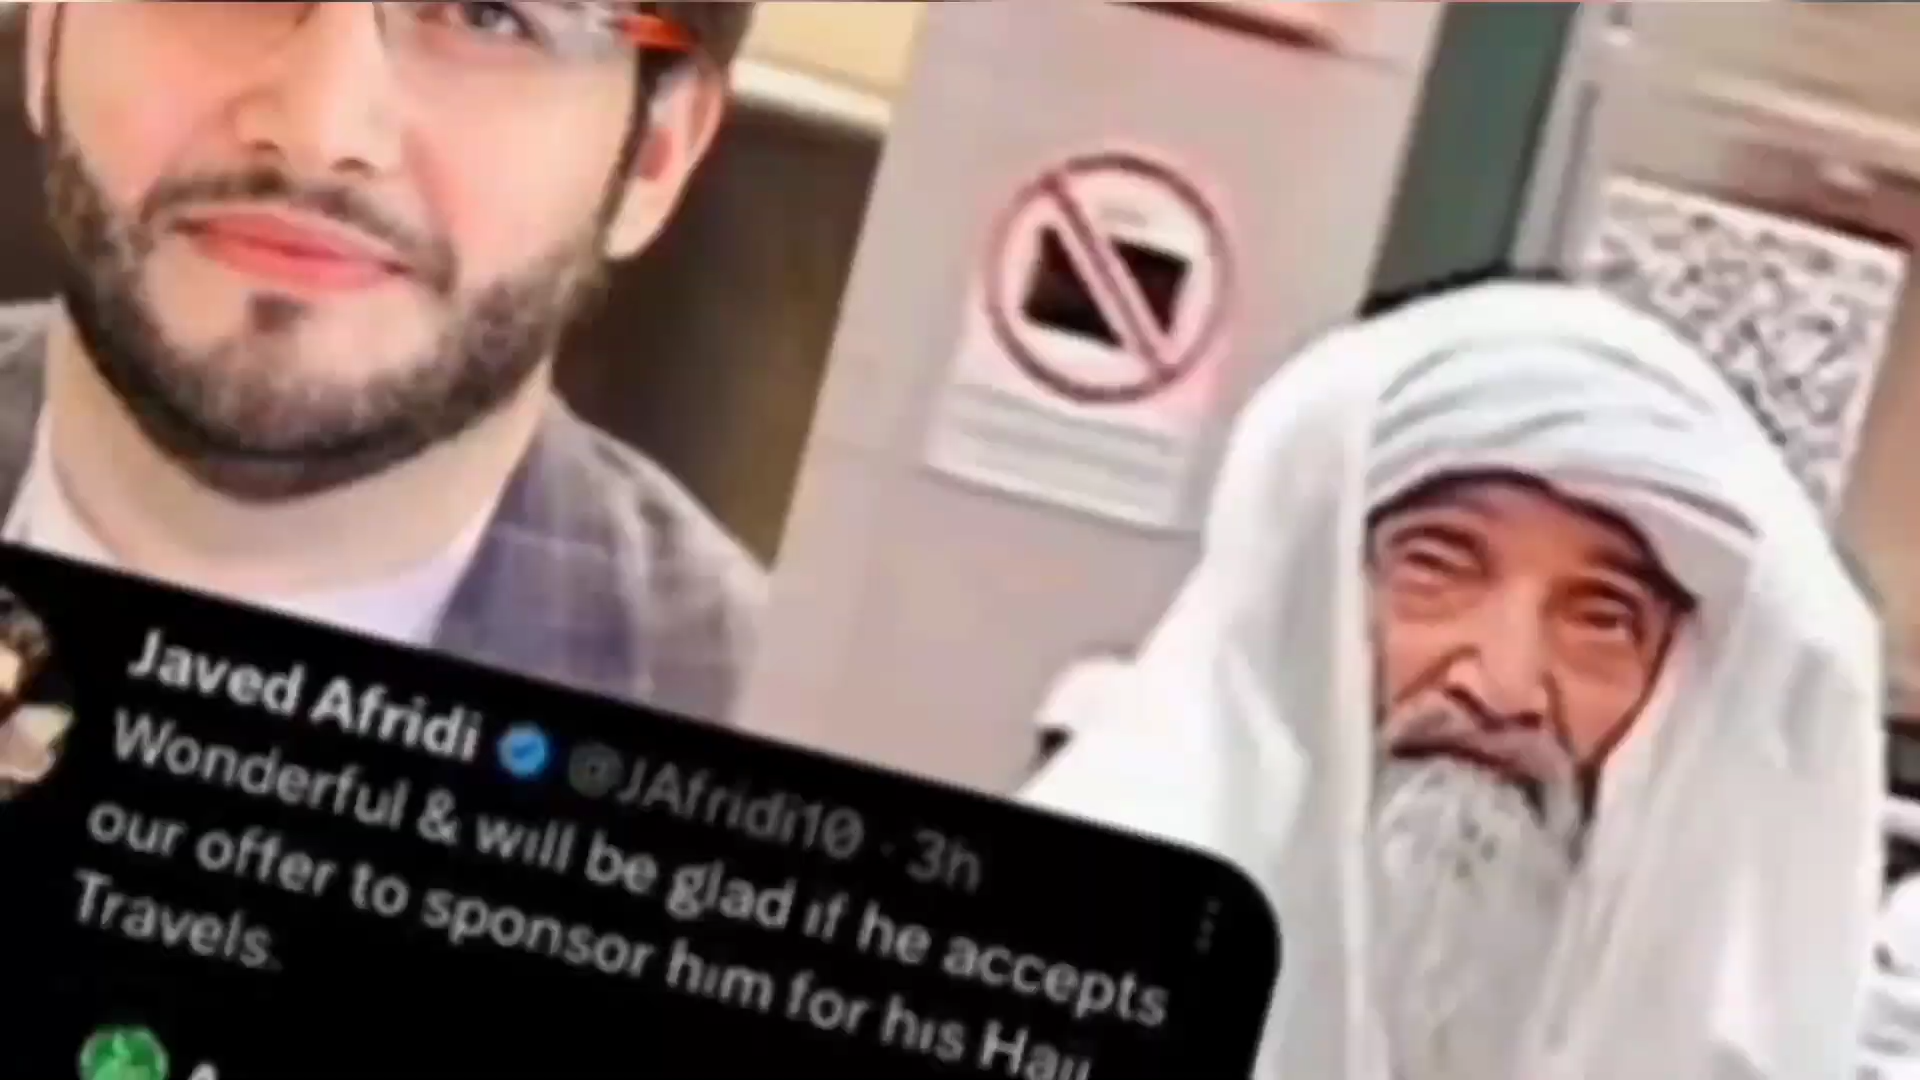 Javed Afridi @JAfridi10 · 3h
Wonderful & will be glad if he accepts
our offer to sponsor him for his Hajj
Travels.